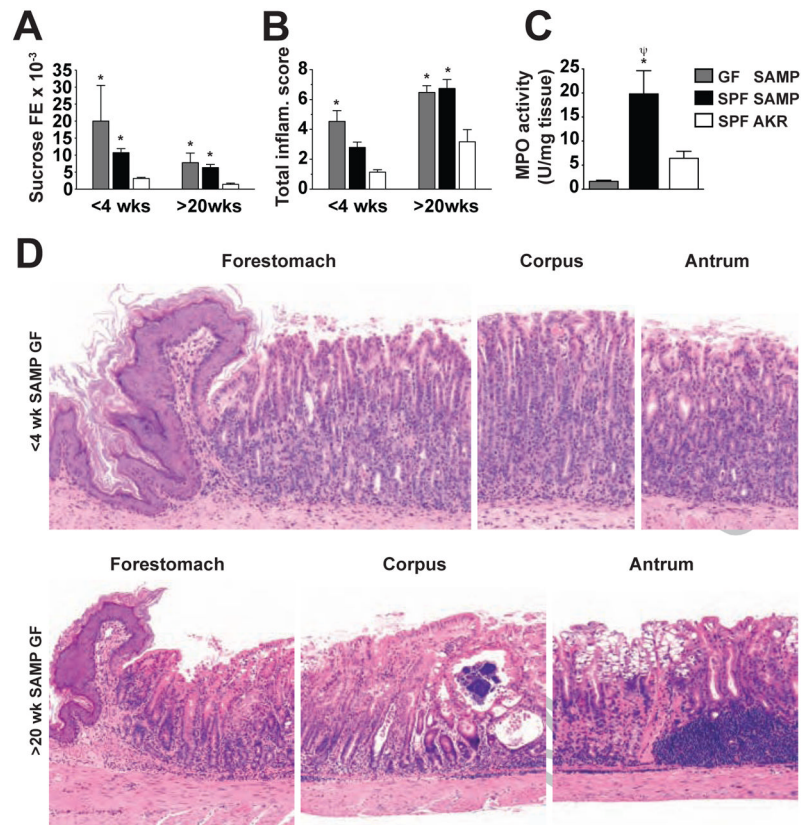 A
Sucrose FE x 10-3
35
30
25
20
15
10
5
0
*
*
*
*
<4 wks
>20wks
B
Total inflam. score
10
8
6
4
2
0
*
*
*
<4 wks
>20wks
C
MPO activity
(U/mg tissue)
25
20
15
10
5
0
ψ
*
GF SAMP
SPF SAMP
SPF AKR
D
Forestomach
Corpus
Antrum
<4 wk SAMP GF
Forestomach
Corpus
Antrum
>20 wk SAMP GF